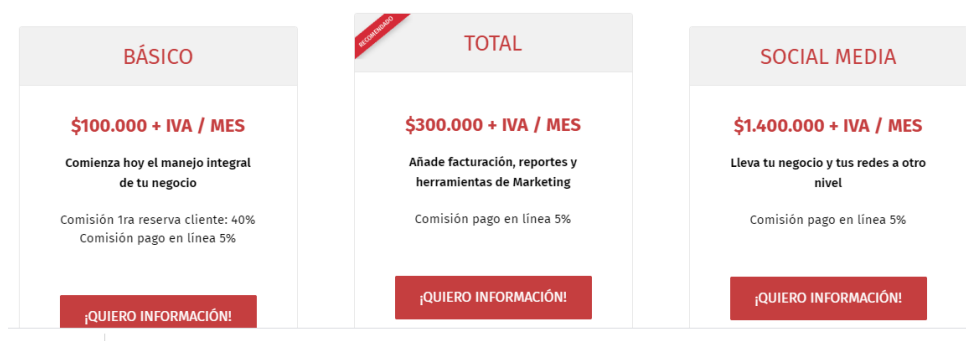 BÁSICO
$100.000 + IVA / MES
Comienza hoy el manejo integral
de tu negocio
Comisión 1ra reserva cliente: 40%
Comisión pago en línea 5%
¡QUIERO INFORMACIÓN!
RECOMENDADO
TOTAL
$300.000 + IVA / MES
Añade facturación, reportes y
herramientas de Marketing
Comisión pago en línea 5%
¡QUIERO INFORMACIÓN!
SOCIAL MEDIA
$1.400.000 + IVA / MES
Lleva tu negocio y tus redes a otro
nivel
Comisión pago en línea 5%
¡QUIERO INFORMACIÓN!